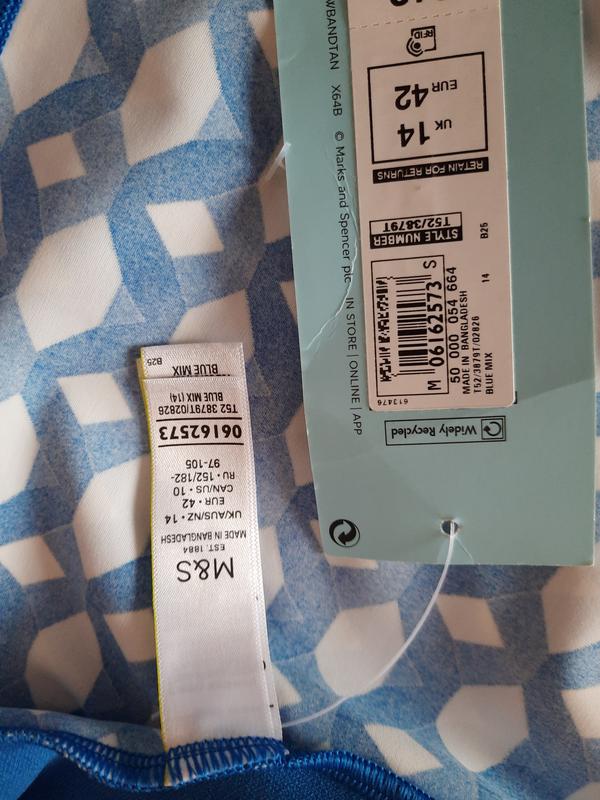 M&S
EST. 1884
MADE IN BANGLADESH
UK/AUS/NZ • 14
EUR • 42
CAN/US • 10
RU • 152/182-
97-105
06162573
T52 3879T/02826
BLUE MIX (14)
BLUE MIX
B25
Widely Recycled
613476
M 06162573 S
50 000 054 664
MADE IN BANGLADESH
T52/3879T/02826
BLUE MIX
14
B25
STYLE NUMBER
T52/3879T
RETAIN FOR RETURNS
UK 14
EUR 42
RFID
WBANDTAN X64B © Marks and Spencer plc IN STORE | ONLINE | APP